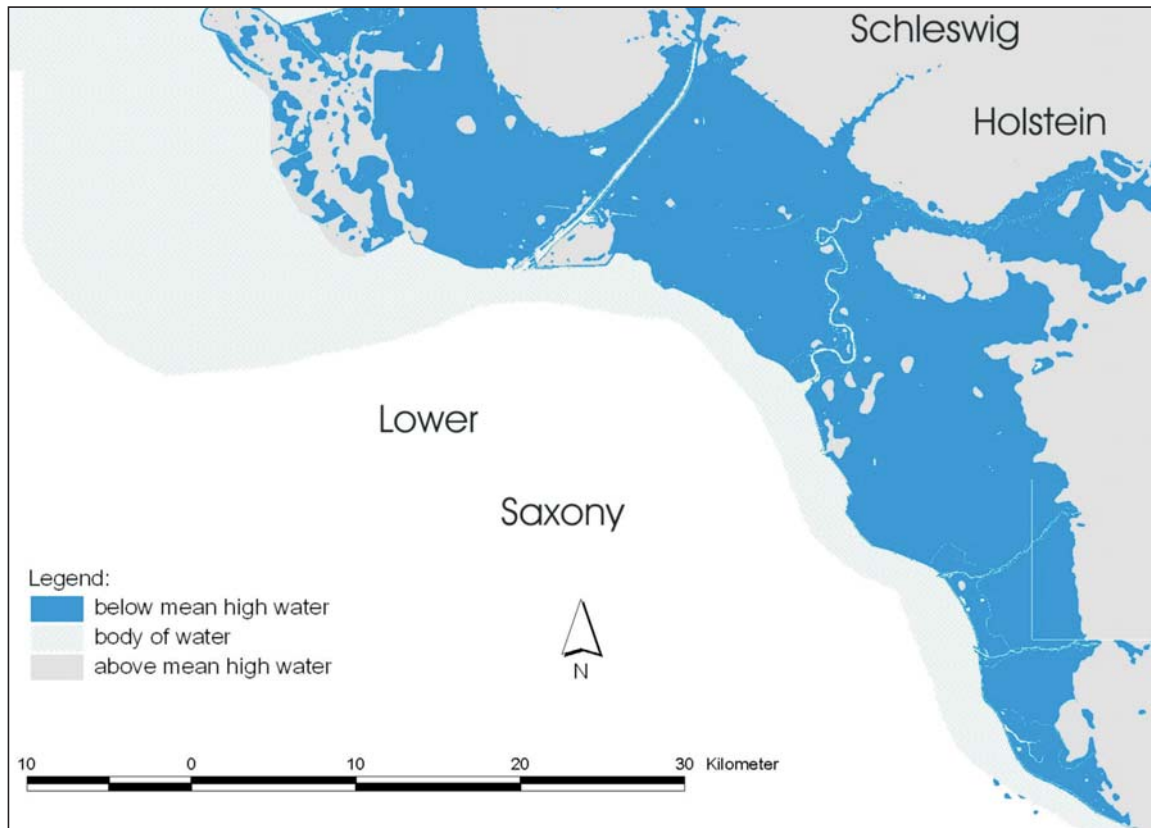 Schleswig
Holstein
Lower
Saxony
Legend:
below mean high water
body of water
above mean high water
N
10 0 10 20 30 Kilometer